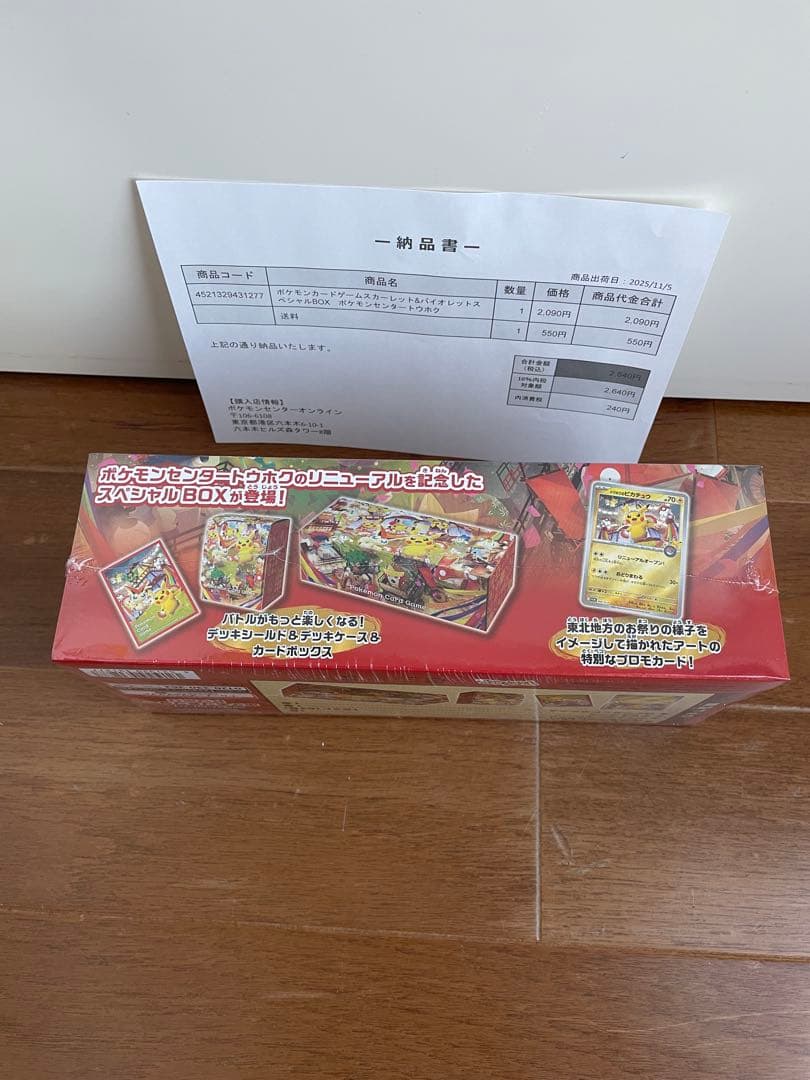 ー納品書ー
商品出荷日：2025/11/5
商品コード 商品名 数量 価格 商品代金合計
4521329431277 ポケモンカードゲームスカーレット&バイオレットス
ペシャルBOX ポケモンセンタートウホク 1 2,090円 2,090円
送料 1 550円 550円
上記の通り納品いたします。
合計金額
(税込) 2,640円
10%内税
対象額 2,640円
内消費税 240円
【購入店情報】
ポケモンセンターオンライン
〒106-6108
東京都港区六本木6-10-1
六本木ヒルズ森タワー8階
ポケモンセンタートウホクのリニューアルを記念した
スペシャルBOXが登場！
Pokémon Card Game
ピカチュウ HP70
リニューアルオープン！
おどりまわる 30
バトルがもっと楽しくなる！
デッキシールド＆デッキケース＆
カードボックス
東北地方のお祭りの様子を
イメージして描かれたアートの
特別なプロモカード！